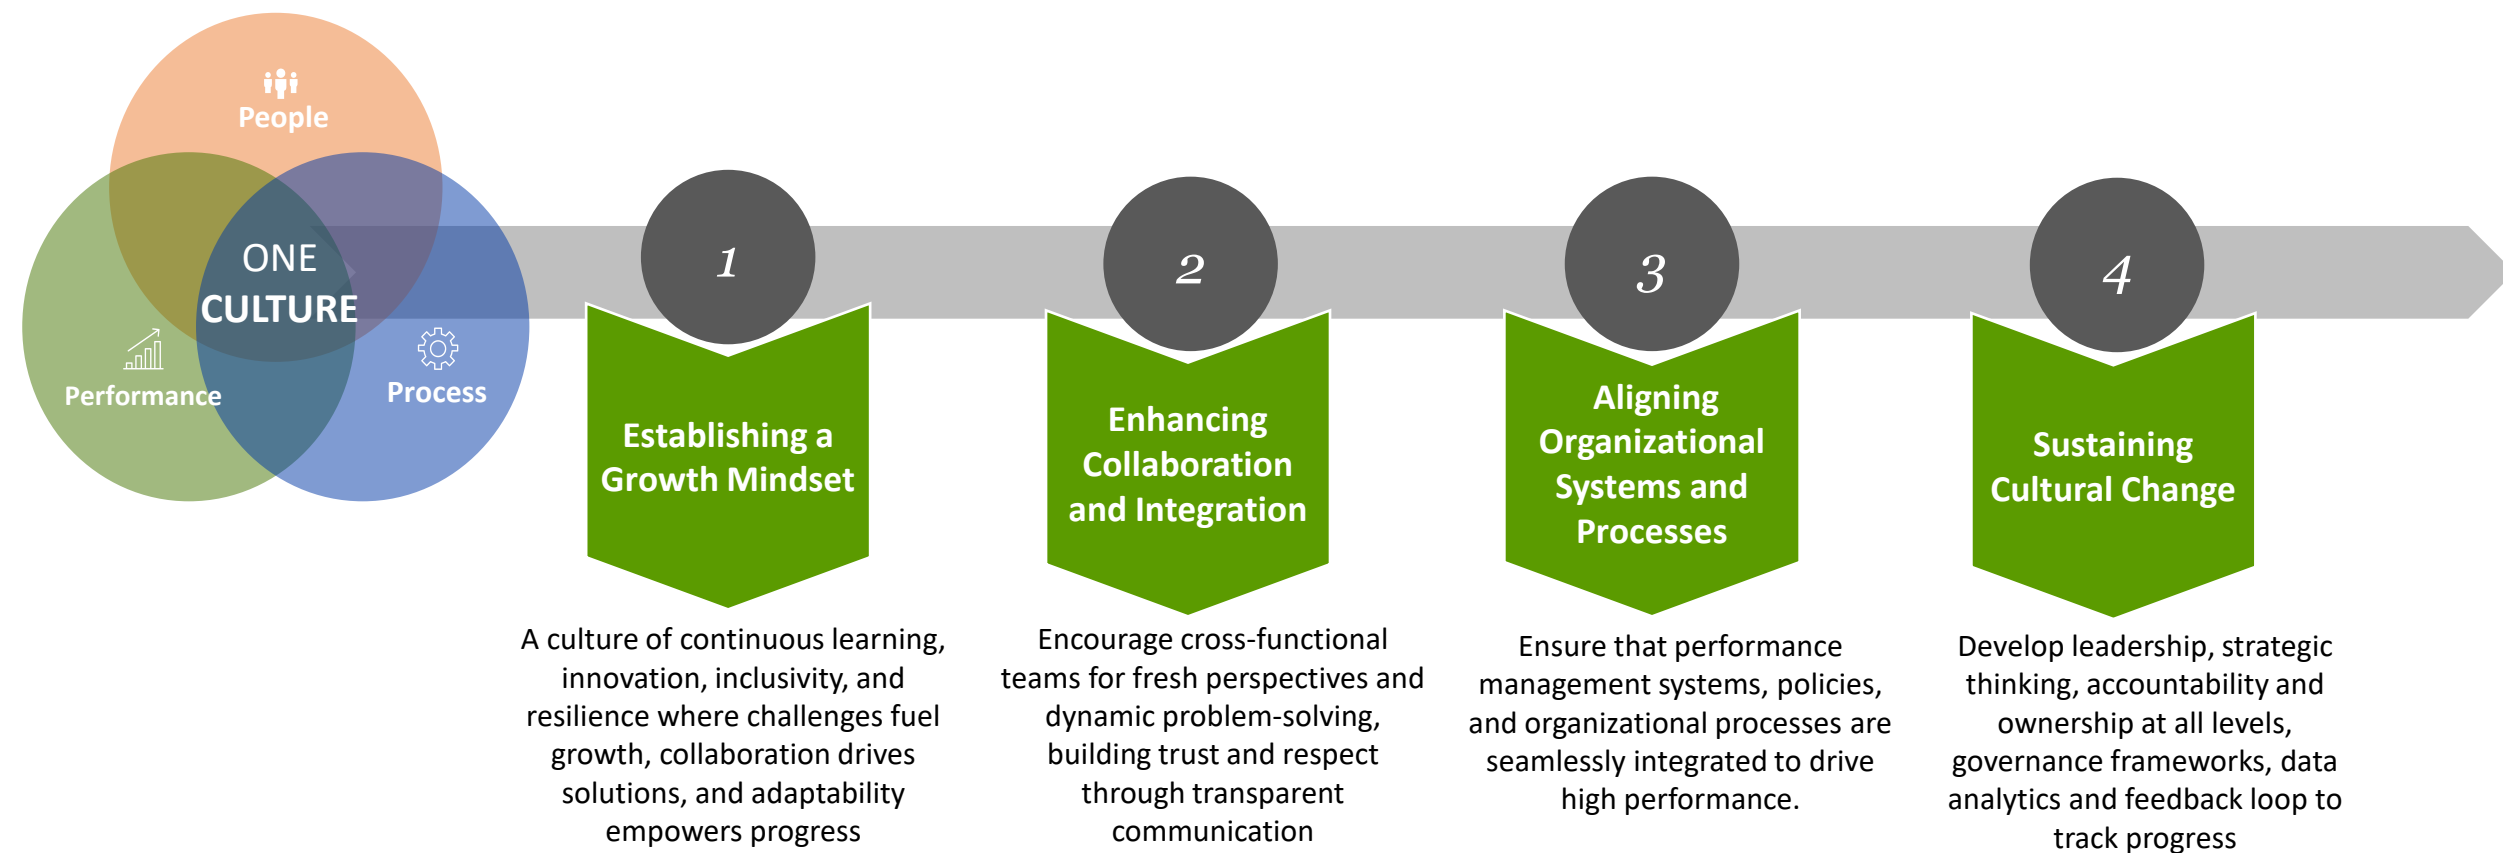 People
ONE
CULTURE
Performance
Process
1
Establishing a
Growth Mindset
A culture of continuous learning,
innovation, inclusivity, and
resilience where challenges fuel
growth, collaboration drives
solutions, and adaptability
empowers progress
2
Enhancing
Collaboration
and Integration
Encourage cross-functional
teams for fresh perspectives and
dynamic problem-solving,
building trust and respect
through transparent
communication
3
Aligning
Organizational
Systems and
Processes
Ensure that performance
management systems, policies,
and organizational processes are
seamlessly integrated to drive
high performance.
4
Sustaining
Cultural Change
Develop leadership, strategic
thinking, accountability and
ownership at all levels,
governance frameworks, data
analytics and feedback loop to
track progress